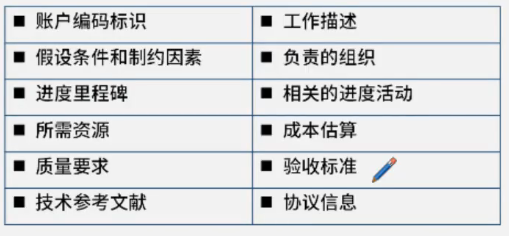 ■ 账户编码标识 ■ 工作描述
■ 假设条件和制约因素 ■ 负责的组织
■ 进度里程碑 ■ 相关的进度活动
■ 所需资源 ■ 成本估算
■ 质量要求 ■ 验收标准
■ 技术参考文献 ■ 协议信息